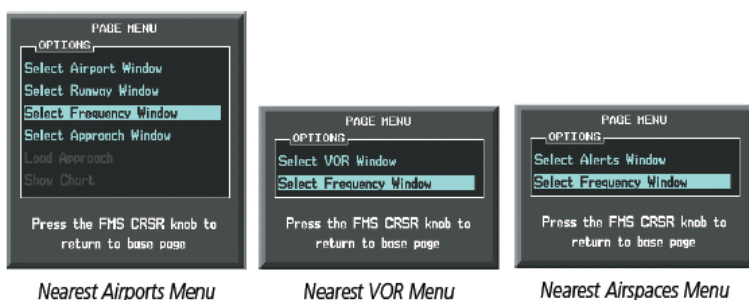 PAGE MENU
OPTIONS
Select Airport Window
Select Runway Window
Select Frequency Window
Select Approach Window
Load Approach
Show Chart
Press the FMS CRSR knob to
return to base page
Nearest Airports Menu
PAGE MENU
OPTIONS
Select VOR Window
Select Frequency Window
Press the FMS CRSR knob to
return to base page
Nearest VOR Menu
PAGE MENU
OPTIONS
Select Alerts Window
Select Frequency Window
Press the FMS CRSR knob to
return to base page
Nearest Airspaces Menu